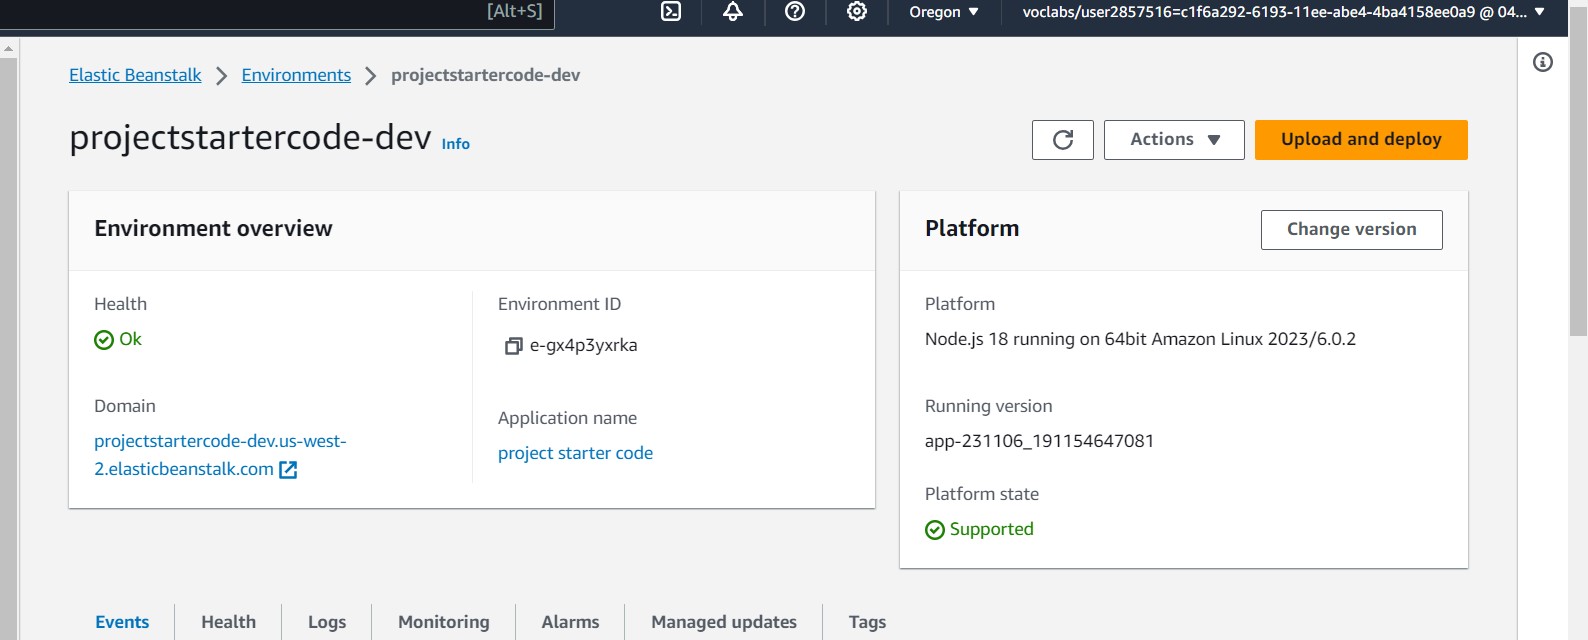 [Alt+S]
Oregon
voclabs/user2857516=c1f6a292-6193-11ee-abe4-4ba4158ee0a9 @ 04...
Elastic Beanstalk
Environments
projectstartercode-dev
projectstartercode-dev Info
Actions
Upload and deploy
Environment overview
Health
Ok
Domain
projectstartercode-dev.us-west-
2.elasticbeanstalk.com
Environment ID
e-gx4p3yxrka
Application name
project starter code
Platform
Change version
Platform
Node.js 18 running on 64bit Amazon Linux 2023/6.0.2
Running version
app-231106_191154647081
Platform state
Supported
Events
Health
Logs
Monitoring
Alarms
Managed updates
Tags